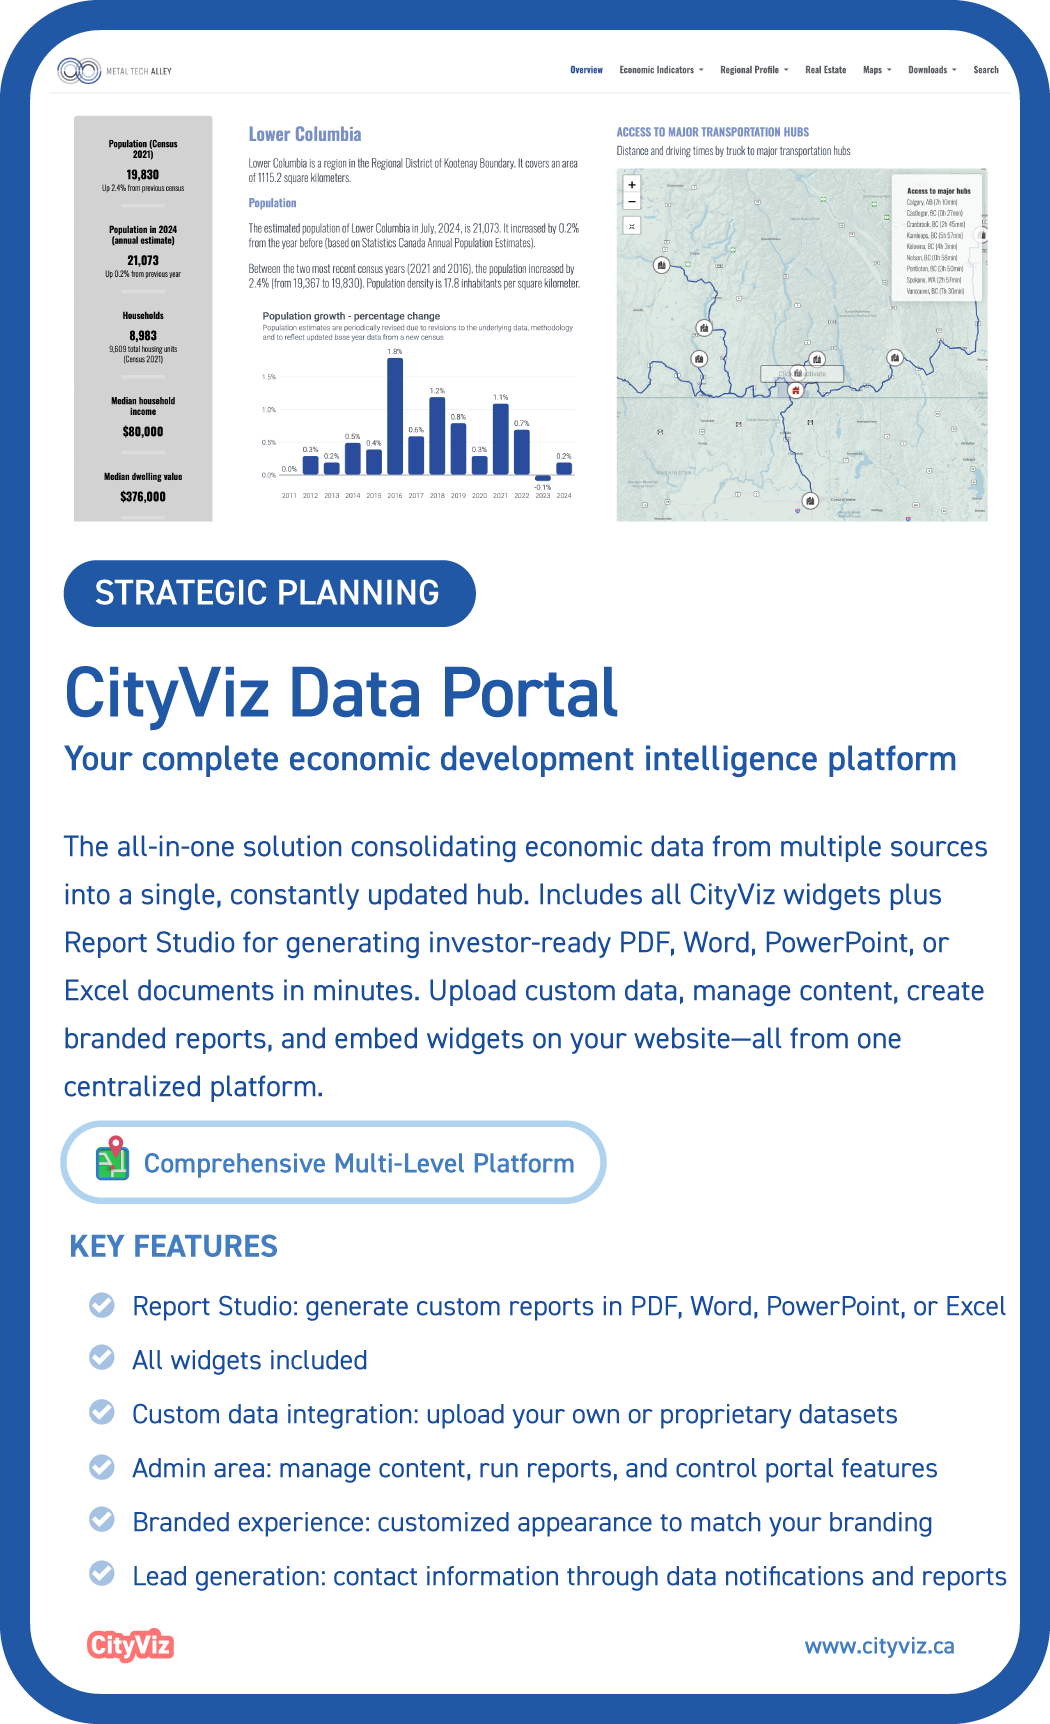 METAL TECH ALLEY
Overview
Economic Indicators
Regional Profile
Real Estate
Maps
Downloads
Search
Population (Census
2021)
19,830
Up 2.4% from previous census
Population in 2024
(annual estimate)
21,073
Up 0.2% from previous year
Households
8,983
9,609 total housing units
(Census 2021)
Median household
income
$80,000
Median dwelling value
$376,000
Lower Columbia
Lower Columbia is a region in the Regional District of Kootenay Boundary. It covers an area
of 1115.2 square kilometers.
Population
The estimated population of Lower Columbia in July, 2024, is 21,073. It increased by 0.2%
from the year before (based on Statistics Canada Annual Population Estimates).
Between the two most recent census years (2021 and 2016), the population increased by
2.4% (from 19,367 to 19,830). Population density is 17.8 inhabitants per square kilometer.
Population growth - percentage change
Population estimates are periodically revised due to revisions to the underlying data, methodology
and to reflect updated base year data from a new census
1.5%
1.0%
0.5%
0.0%
0.0%
0.3%
0.2%
0.5%
0.4%
1.8%
0.6%
1.2%
0.8%
0.3%
1.1%
0.7%
-0.1%
0.2%
2011 2012 2013 2014 2015 2016 2017 2018 2019 2020 2021 2022 2023 2024
ACCESS TO MAJOR TRANSPORTATION HUBS
Distance and driving times by truck to major transportation hubs
+
−
Access to major hubs
Calgary, AB (7h 10min)
Castlegar, BC (0h 27min)
Cranbrook, BC (2h 45min)
Kamloops, BC (5h 57min)
Kelowna, BC (4h 3min)
Nelson, BC (0h 58min)
Penticton, BC (3h 50min)
Spokane, WA (2h 57min)
Vancouver, BC (7h 30min)
WASHINGTON
STRATEGIC PLANNING
CityViz Data Portal
Your complete economic development intelligence platform
The all-in-one solution consolidating economic data from multiple sources
into a single, constantly updated hub. Includes all CityViz widgets plus
Report Studio for generating investor-ready PDF, Word, PowerPoint, or
Excel documents in minutes. Upload custom data, manage content, create
branded reports, and embed widgets on your website—all from one
centralized platform.
Comprehensive Multi-Level Platform
KEY FEATURES
Report Studio: generate custom reports in PDF, Word, PowerPoint, or Excel
All widgets included
Custom data integration: upload your own or proprietary datasets
Admin area: manage content, run reports, and control portal features
Branded experience: customized appearance to match your branding
Lead generation: contact information through data notifications and reports
CityViz
www.cityviz.ca